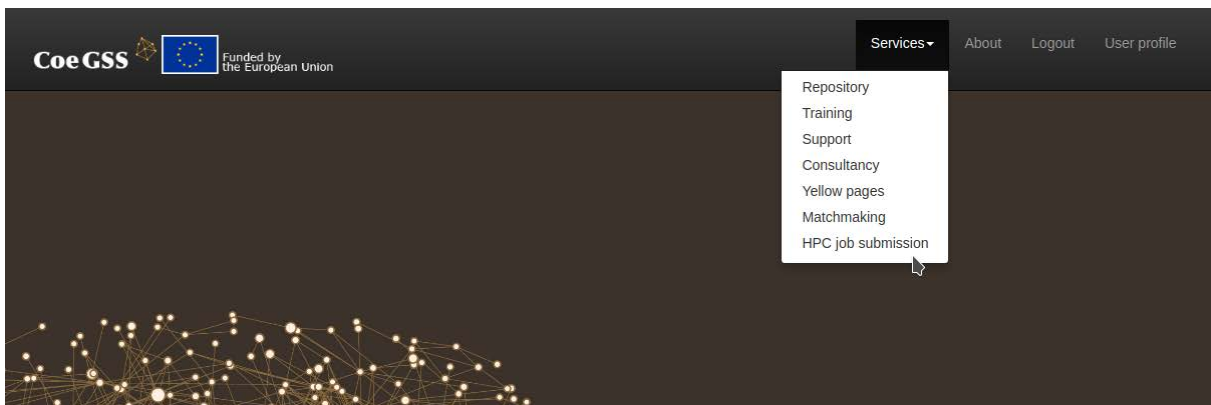 CoeGSS
Funded by
the European Union
Services
About
Logout
User profile
Repository
Training
Support
Consultancy
Yellow pages
Matchmaking
HPC job submission